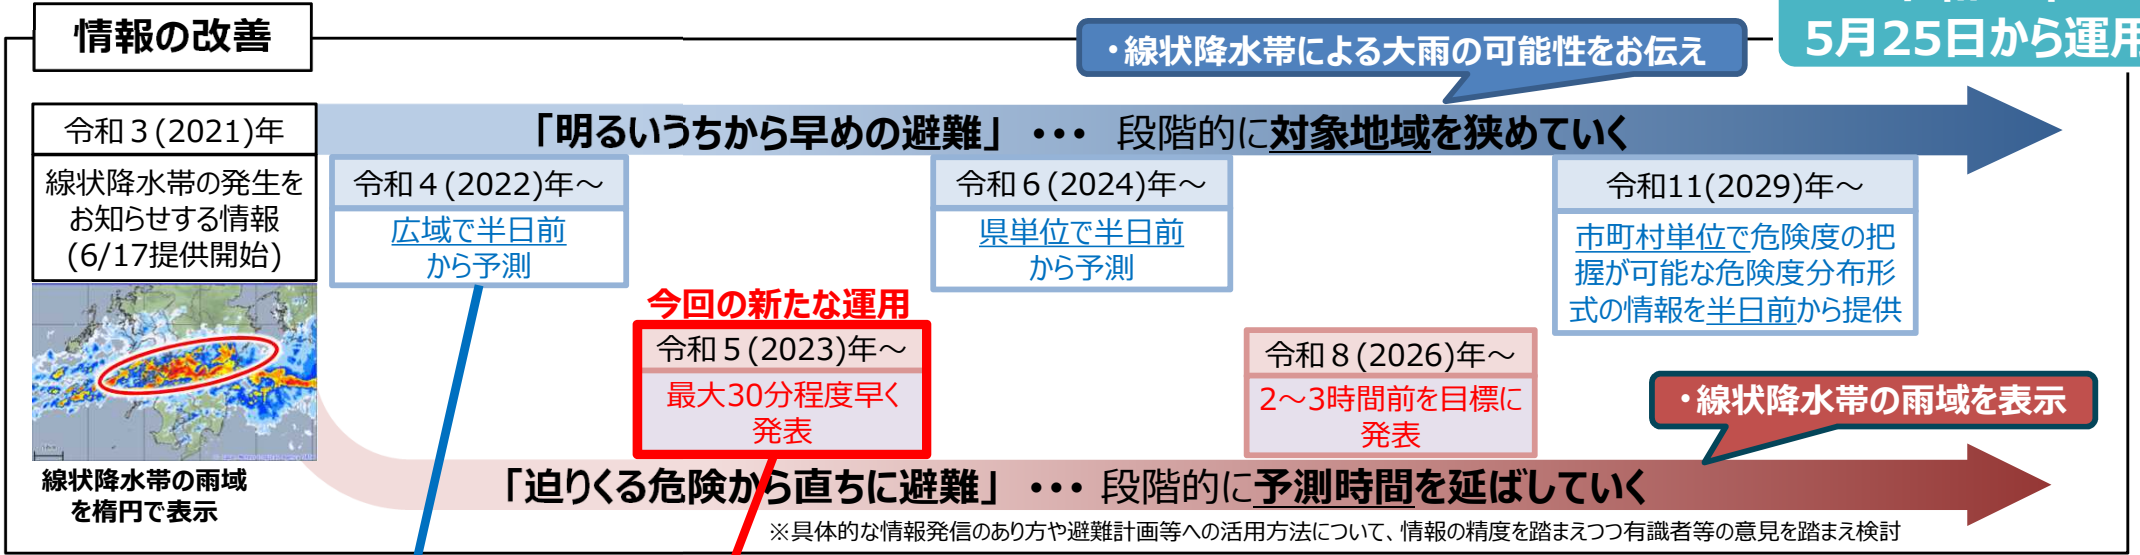 情報の改善
・線状降水帯による大雨の可能性をお伝え
5月25日から運用
令和３(2021)年
線状降水帯の発生を
お知らせする情報
(6/17提供開始)
「明るいうちから早めの避難」 ・・・ 段階的に対象地域を狭めていく
令和４(2022)年～
広域で半日前
から予測
令和６(2024)年～
県単位で半日前
から予測
令和11(2029)年～
市町村単位で危険度の把
握が可能な危険度分布形
式の情報を半日前から提供
今回の新たな運用
令和５(2023)年～
最大30分程度早く
発表
令和８(2026)年～
2～3時間前を目標に
発表
・線状降水帯の雨域を表示
線状降水帯の雨域
を楕円で表示
「迫りくる危険から直ちに避難」 ・・・ 段階的に予測時間を延ばしていく
※具体的な情報発信のあり方や避難計画等への活用方法について、情報の精度を踏まえつつ有識者等の意見を踏まえ検討